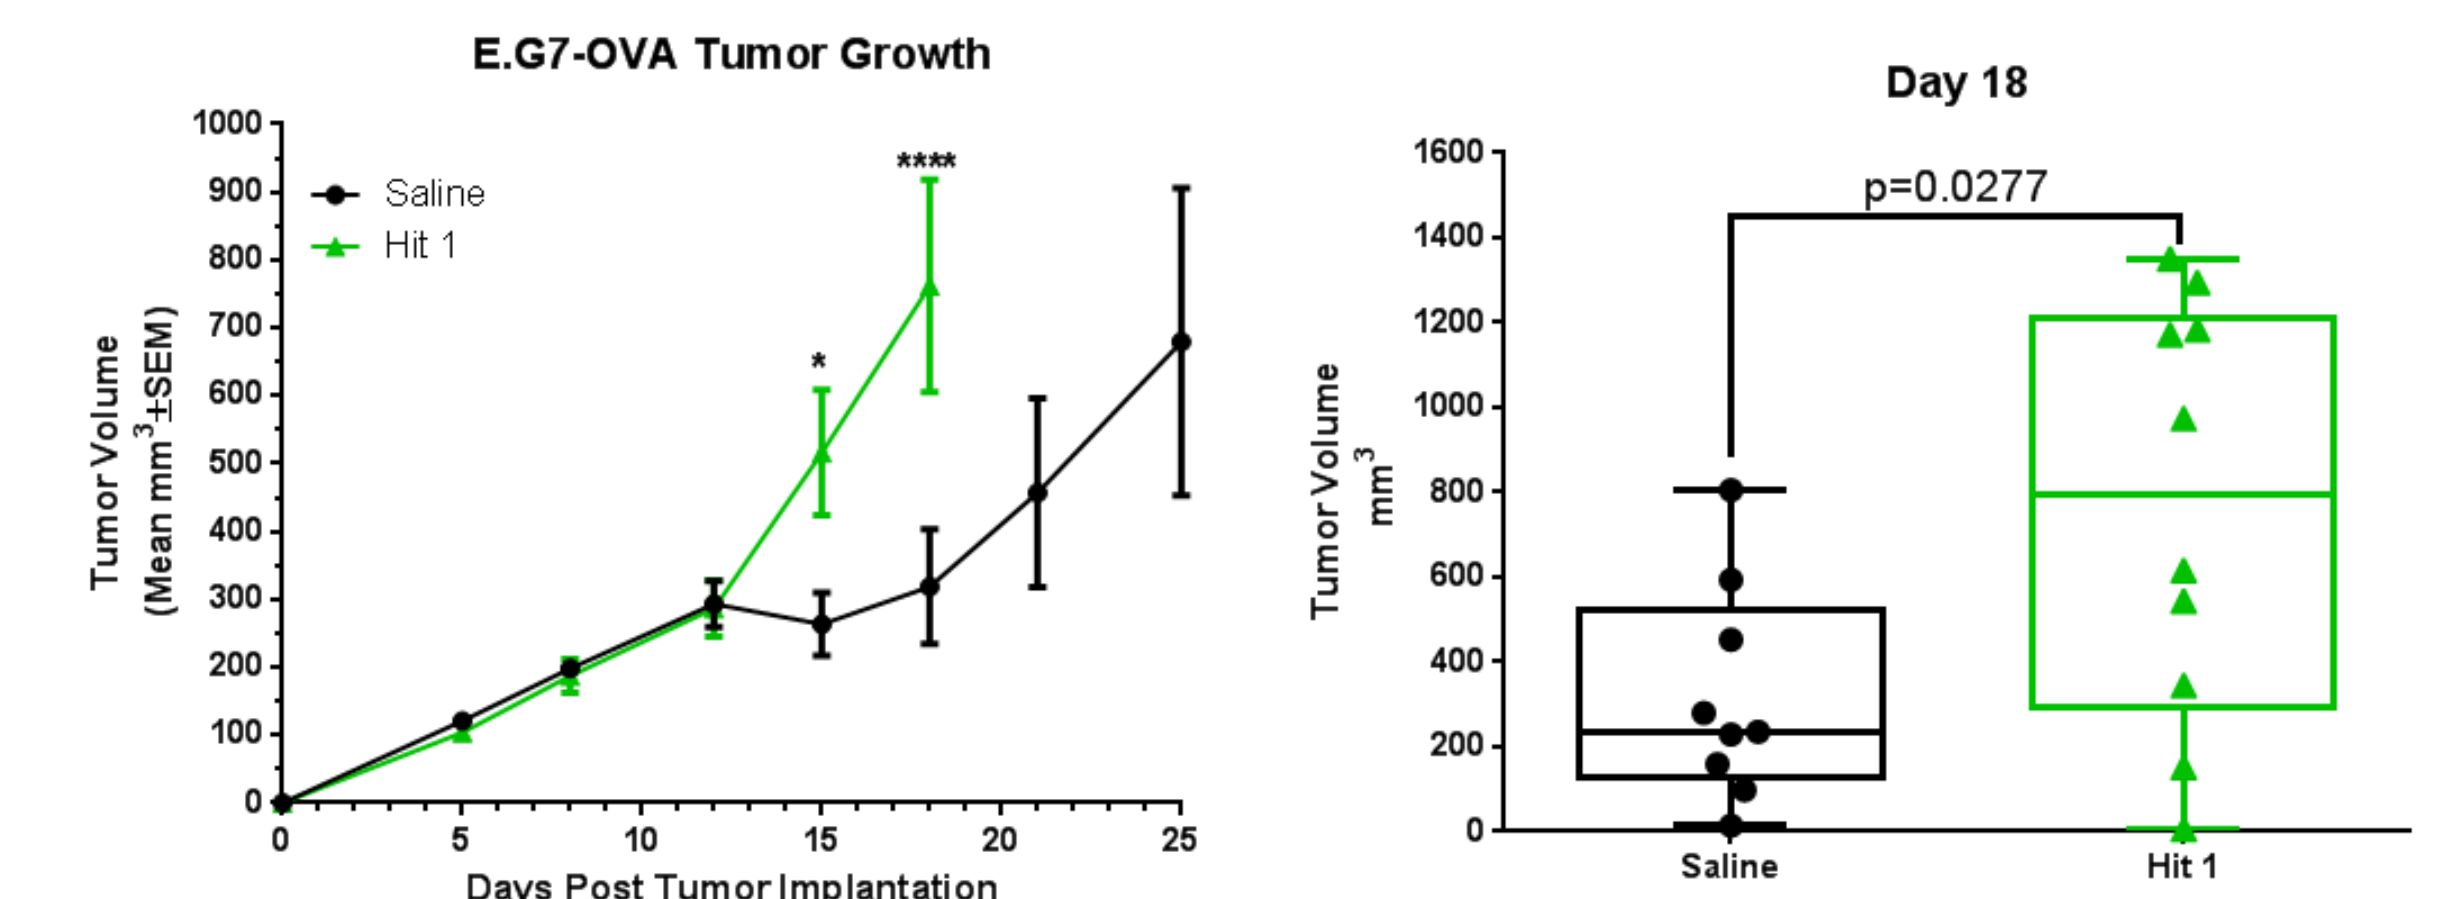 E.G7-OVA Tumor Growth
1000
900
800
700
600
500
400
300
200
100
0
Tumor Volume
(Mean mm³±SEM)
Saline
Hit 1
*
****
0 5 10 15 20 25
Days Post Tumor Implantation
Day 18
1600
1400
1200
1000
800
600
400
200
0
Tumor Volume
mm³
p=0.0277
Saline Hit 1